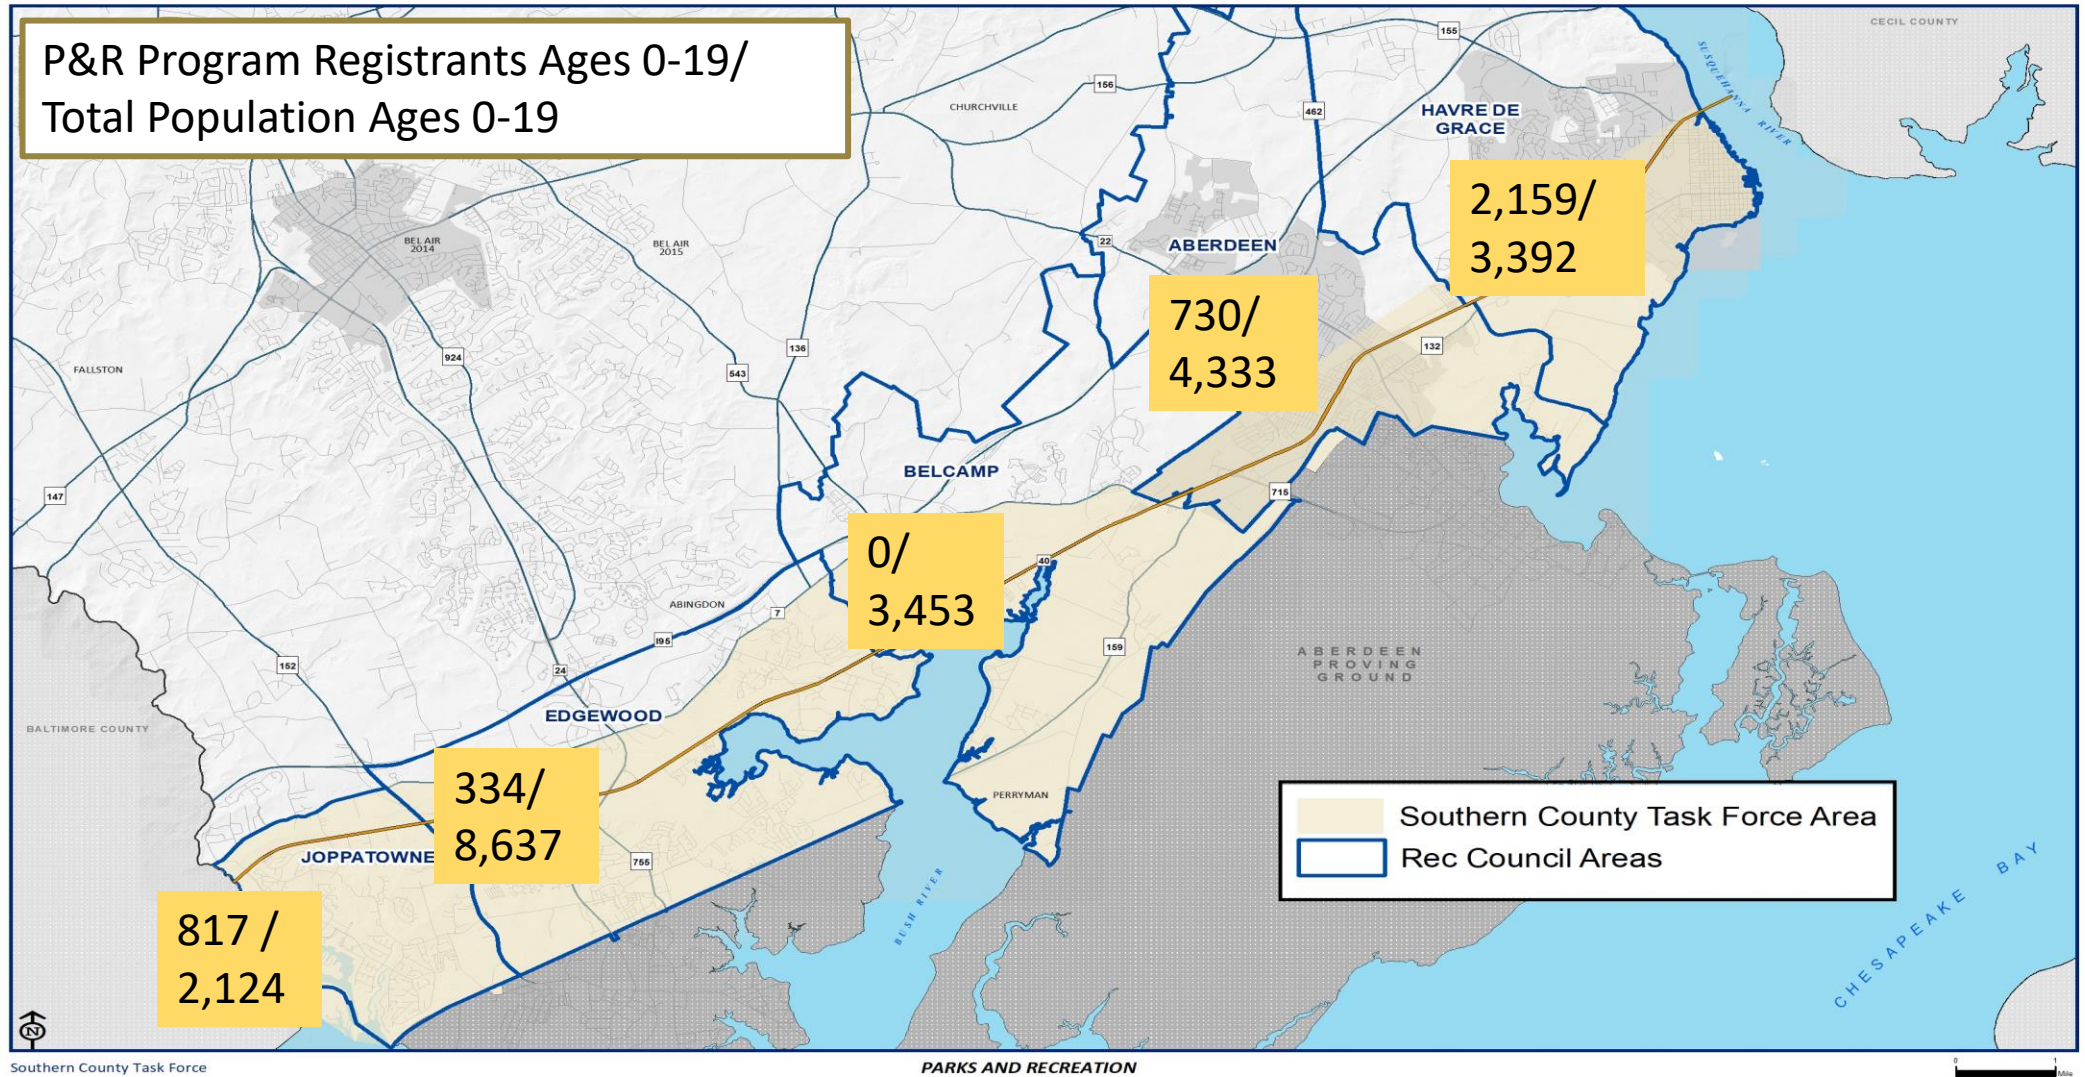 P&R Program Registrants Ages 0-19/
Total Population Ages 0-19
CECIL COUNTY
155
SUSQUEHANNA RIVER
156
CHURCHVILLE
462
HAVRE DE
GRACE
2,159/
3,392
BEL AIR
2014
BEL AIR
2015
22
ABERDEEN
730/
4,333
132
136
924
543
FALLSTON
BELCAMP
147
715
0/
3,453
40
ABINGDON
7
I95
159
152
24
ABERDEEN
PROVING
GROUND
EDGEWOOD
BALTIMORE COUNTY
334/
8,637
PERRYMAN
Southern County Task Force Area
Rec Council Areas
JOPPATOWNE
755
BUSH RIVER
CHESAPEAKE BAY
817 /
2,124
N
Southern County Task Force
PARKS AND RECREATION
0 1
Mile